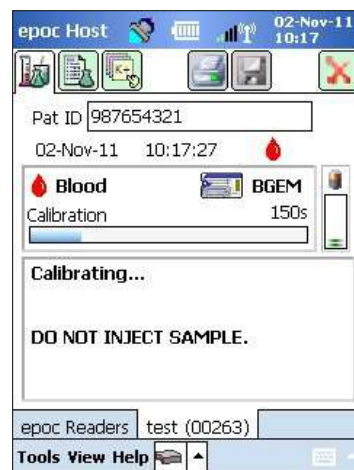 epoc Host 02-Nov-11
10:17
K+
Pat ID 987654321
02-Nov-11 10:17:27
Blood BGEM
Calibration 150s
Calibrating...
DO NOT INJECT SAMPLE.
epoc Readers test (00263)
Tools View Help